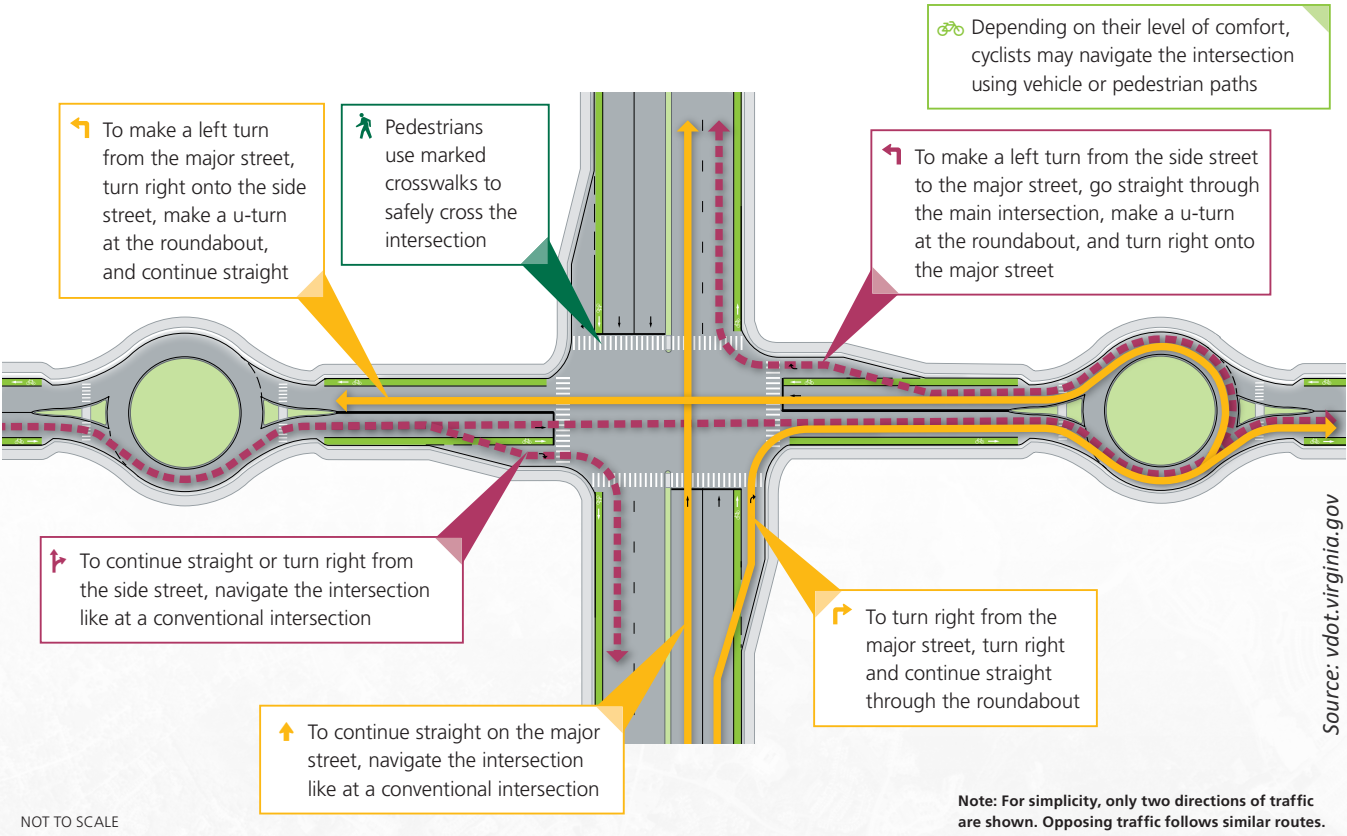 Depending on their level of comfort,
cyclists may navigate the intersection
using vehicle or pedestrian paths
To make a left turn
from the major street,
turn right onto the side
street, make a u-turn
at the roundabout,
and continue straight
Pedestrians
use marked
crosswalks to
safely cross the
intersection
To make a left turn from the side street
to the major street, go straight through
the main intersection, make a u-turn
at the roundabout, and turn right onto
the major street
To continue straight or turn right from
the side street, navigate the intersection
like at a conventional intersection
To turn right from the
major street, turn right
and continue straight
through the roundabout
To continue straight on the major
street, navigate the intersection
like at a conventional intersection
Source: vdot.virginia.gov
NOT TO SCALE
Note: For simplicity, only two directions of traffic
are shown. Opposing traffic follows similar routes.